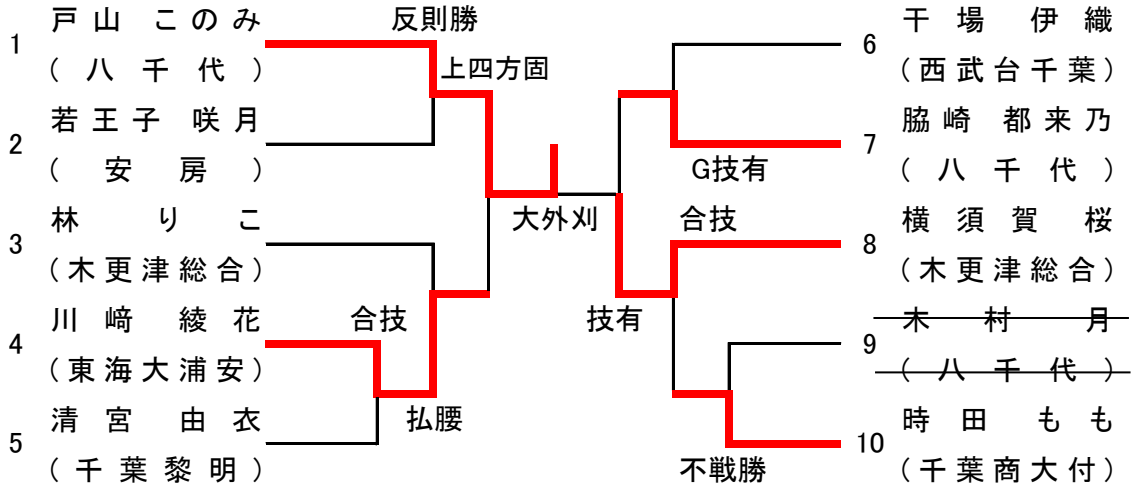 1
戸山 このみ
(八千代)
2
若王子 咲月
(安房)
3
林 りこ
(木更津総合)
4
川﨑 綾花
(東海大浦安)
5
清宮 由衣
(千葉黎明)
反則勝
上四方固
大外刈
合技
払腰
G技有
合技
技有
不戦勝
6
干場 伊織
(西武台千葉)
7
脇崎 都来乃
(八千代)
8
横須賀 桜
(木更津総合)
9
木村 月
(八千代)
10
時田 もも
(千葉商大付)